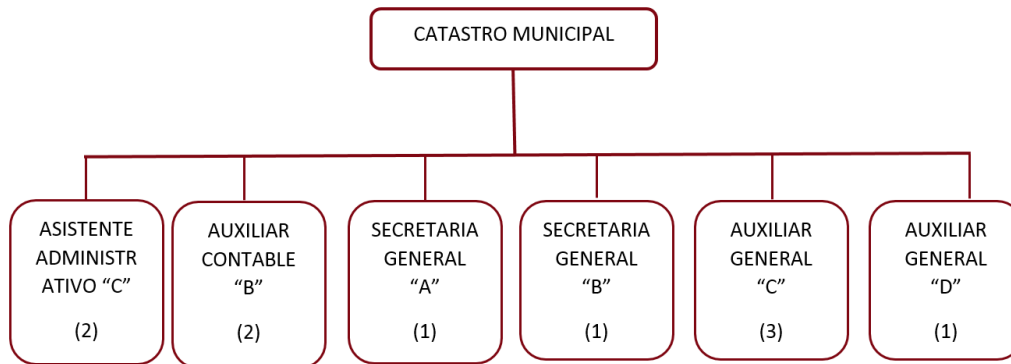 CATASTRO MUNICIPAL
ASISTENTE
ADMINISTR
ATIVO “C”
(2)
AUXILIAR
CONTABLE
“B”
(2)
SECRETARIA
GENERAL
“A”
(1)
SECRETARIA
GENERAL
“B”
(1)
AUXILIAR
GENERAL
“C”
(3)
AUXILIAR
GENERAL
“D”
(1)